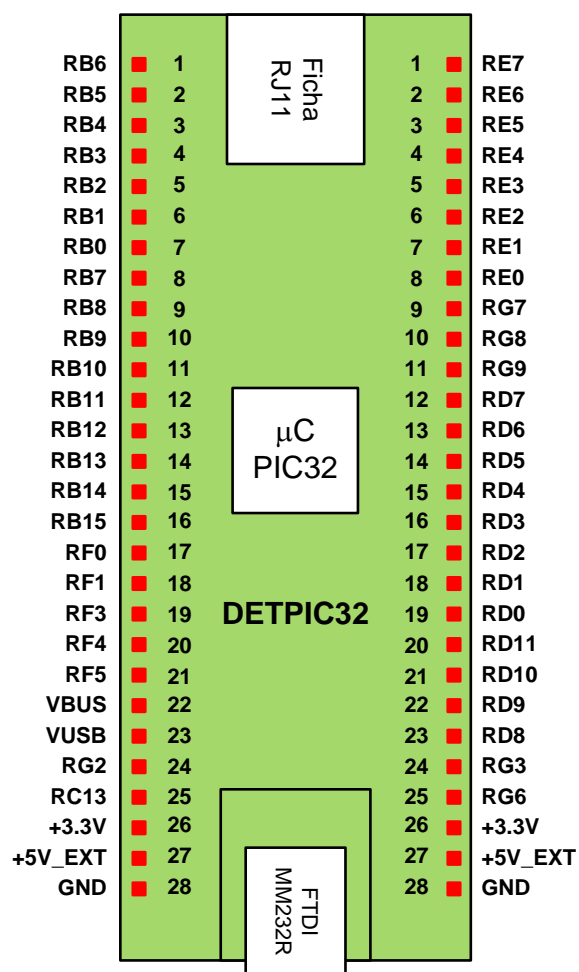 Ficha
RJ11
RB6 1 1 RE7
RB5 2 2 RE6
RB4 3 3 RE5
RB3 4 4 RE4
RB2 5 5 RE3
RB1 6 6 RE2
RB0 7 7 RE1
RB7 8 8 RE0
RB8 9 9 RG7
RB9 10 10 RG8
RB10 11 11 RG9
RB11 12 12 RD7
RB12 13 13 RD6
RB13 14 14 RD5
RB14 15 15 RD4
RB15 16 16 RD3
μC
PIC32
RF0 17 17 RD2
RF1 18 18 RD1
RF3 19 DETPIC32 19 RD0
RF4 20 20 RD11
RF5 21 21 RD10
VBUS 22 22 RD9
VUSB 23 23 RD8
RG2 24 24 RG3
RC13 25 25 RG6
+3.3V 26 26 +3.3V
+5V_EXT 27 27 +5V_EXT
GND 28 28 GND
FTDI
MM232R